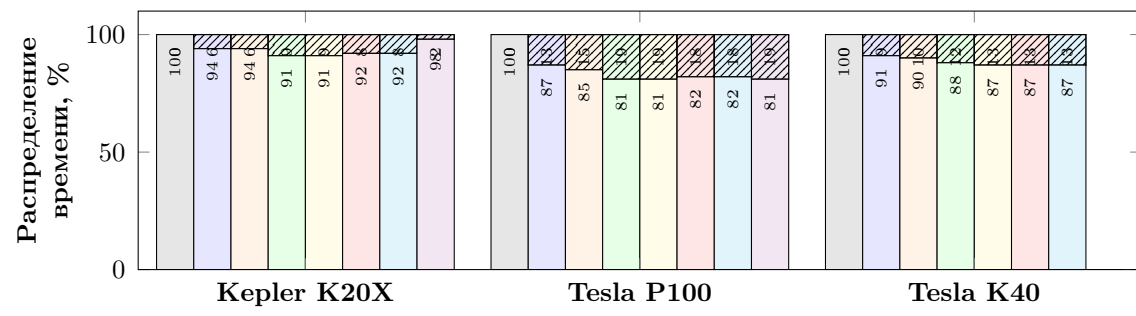 Распределение
времени, %
100
50
0
100 94 6 94 6 91 9 91 9 92 8 92 8 98 2
100 87 13 85 15 81 19 81 19 82 18 82 18 81 19
100 91 9 90 10 88 12 87 13 87 13 87 13
Kepler K20X
Tesla P100
Tesla K40